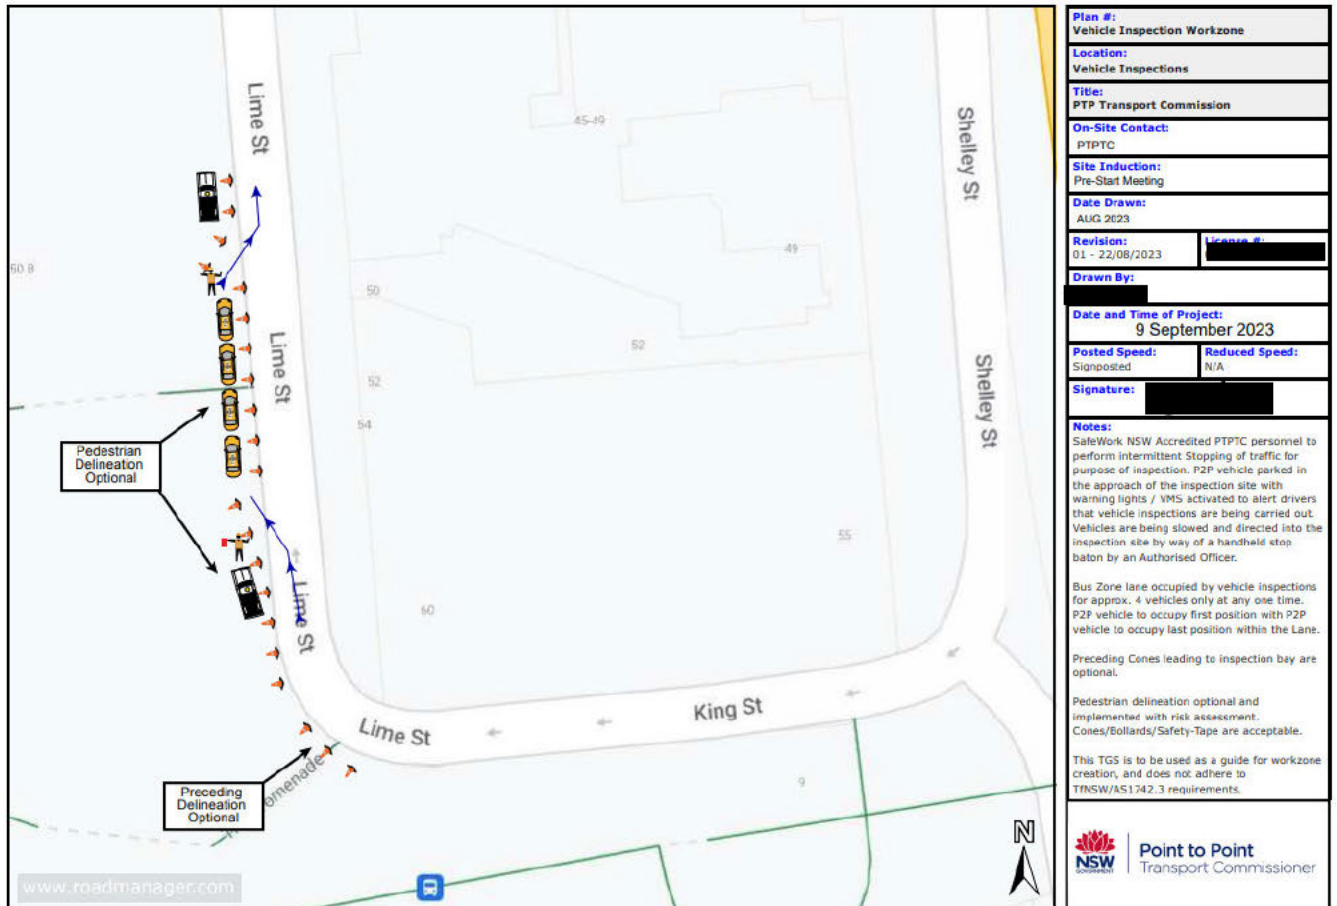 Lime St
Shelley St
45-49
60 B
49
50
Lime St
52
52
Shelley St
54
Pedestrian
Delineation
Optional
55
60
Lime St
King St
Lime St
omenade
Preceding
Delineation
Optional
9
N
www.roadmanager.com
Plan #:
Vehicle Inspection Workzone
Location:
Vehicle Inspections
Title:
PTP Transport Commission
On-Site Contact:
PTPTC
Site Induction:
Pre-Start Meeting
Date Drawn:
AUG 2023
Revision:
01 - 22/08/2023
License #:
Drawn By:
Date and Time of Project:
9 September 2023
Posted Speed:
Signposted
Reduced Speed:
N/A
Signature:
Notes:
SafeWork NSW Accredited PTPTC personnel to
perform intermittent Stopping of traffic for
purpose of inspection. P2P vehicle parked in
the approach of the inspection site with
warning lights / VMS activated to alert drivers
that vehicle inspections are being carried out.
Vehicles are being slowed and directed into the
inspection site by way of a handheld stop
baton by an Authorised Officer.
Bus Zone lane occupied by vehicle inspections
for approx. 4 vehicles only at any one time.
P2P vehicle to occupy first position with P2P
vehicle to occupy last position within the Lane.
Preceding Cones leading to inspection bay are
optional.
Pedestrian delineation optional and
implemented with risk assessment.
Cones/Bollards/Safety-Tape are acceptable.
This TGS is to be used as a guide for workzone
creation, and does not adhere to
TfNSW/AS1742.3 requirements.
NSW
GOVERNMENT
Point to Point
Transport Commissioner